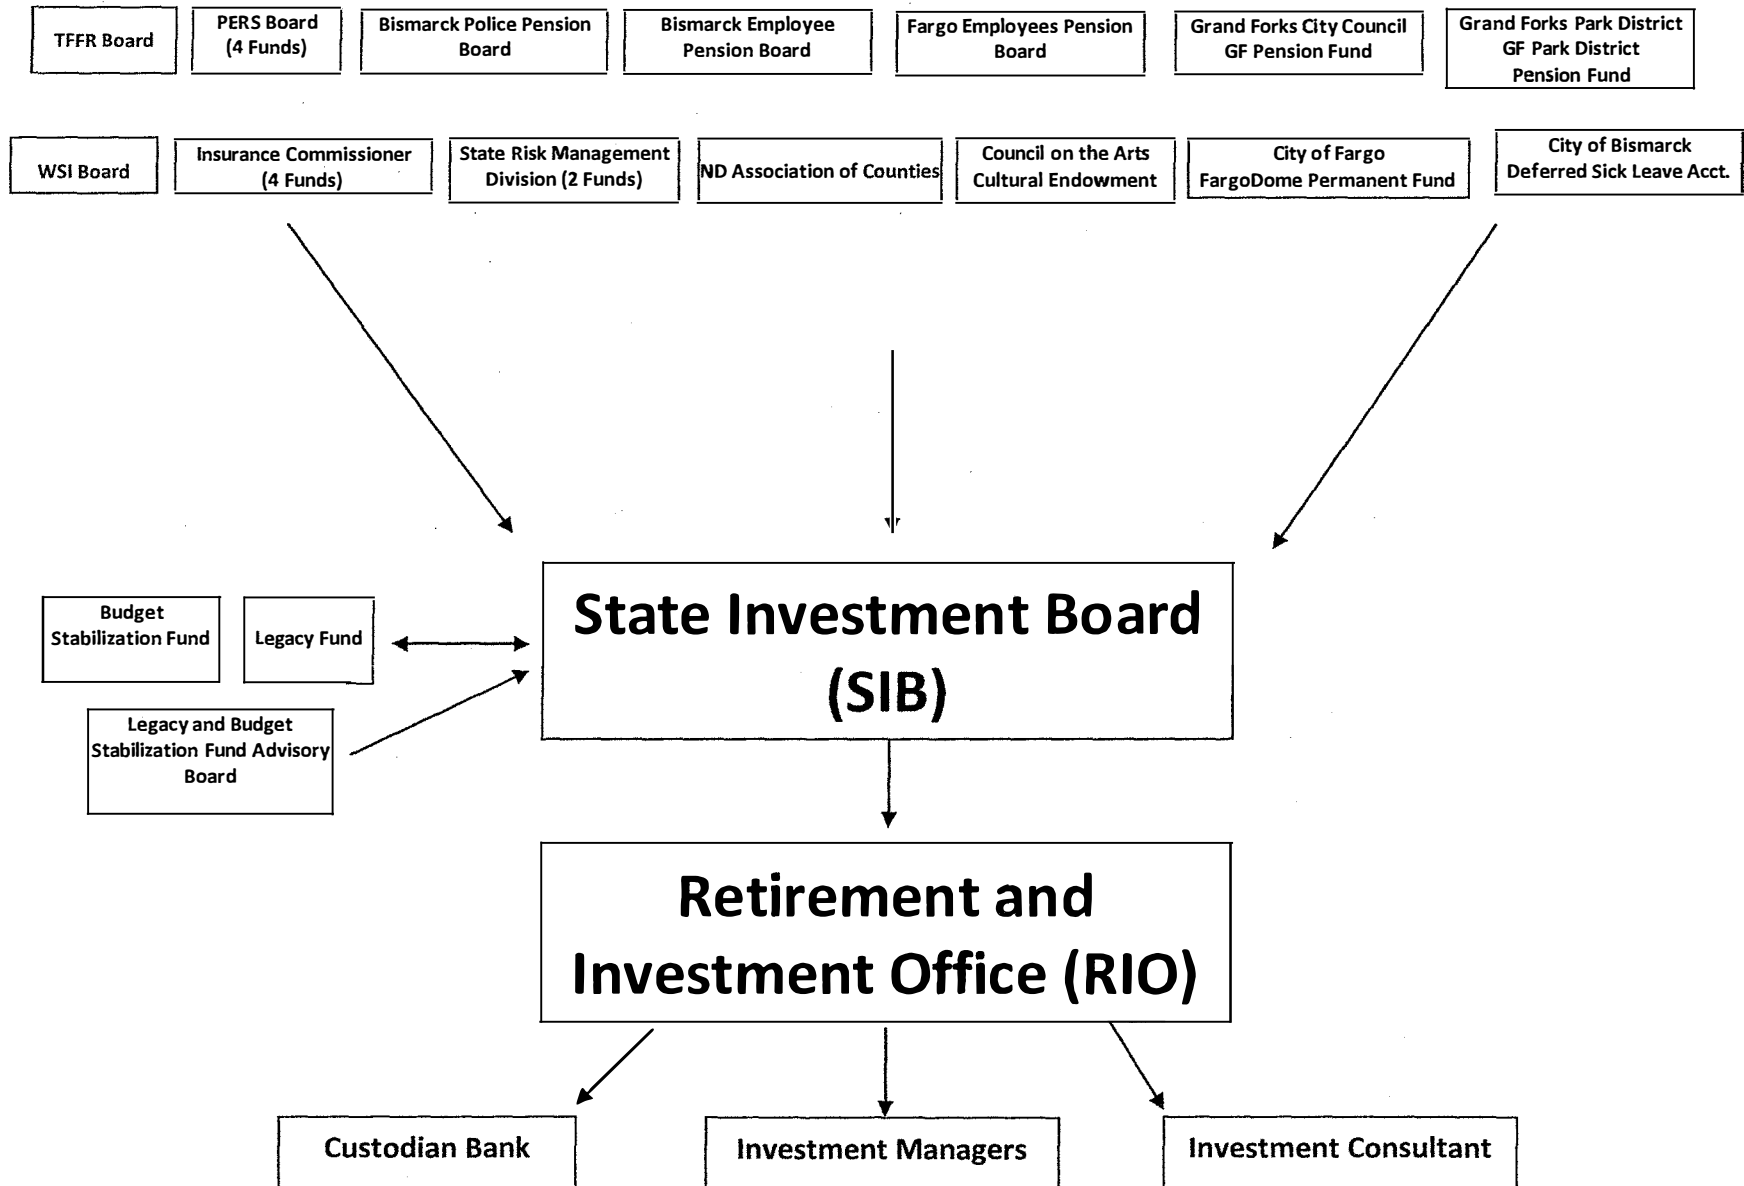 TFFR Board
PERS Board
(4 Funds)
Bismarck Police Pension
Board
Bismarck Employee
Pension Board
Fargo Employees Pension
Board
Grand Forks City Council
GF Pension Fund
Grand Forks Park District
GF Park District
Pension Fund
WSI Board
Insurance Commissioner
(4 Funds)
State Risk Management
Division (2 Funds)
ND Association of Counties
Council on the Arts
Cultural Endowment
City of Fargo
FargoDome Permanent Fund
City of Bismarck
Deferred Sick Leave Acct.
State Investment Board
(SIB)
Budget
Stabilization Fund
Legacy Fund
Legacy and Budget
Stabilization Fund Advisory
Board
Retirement and
Investment Office (RIO)
Custodian Bank
Investment Managers
Investment Consultant